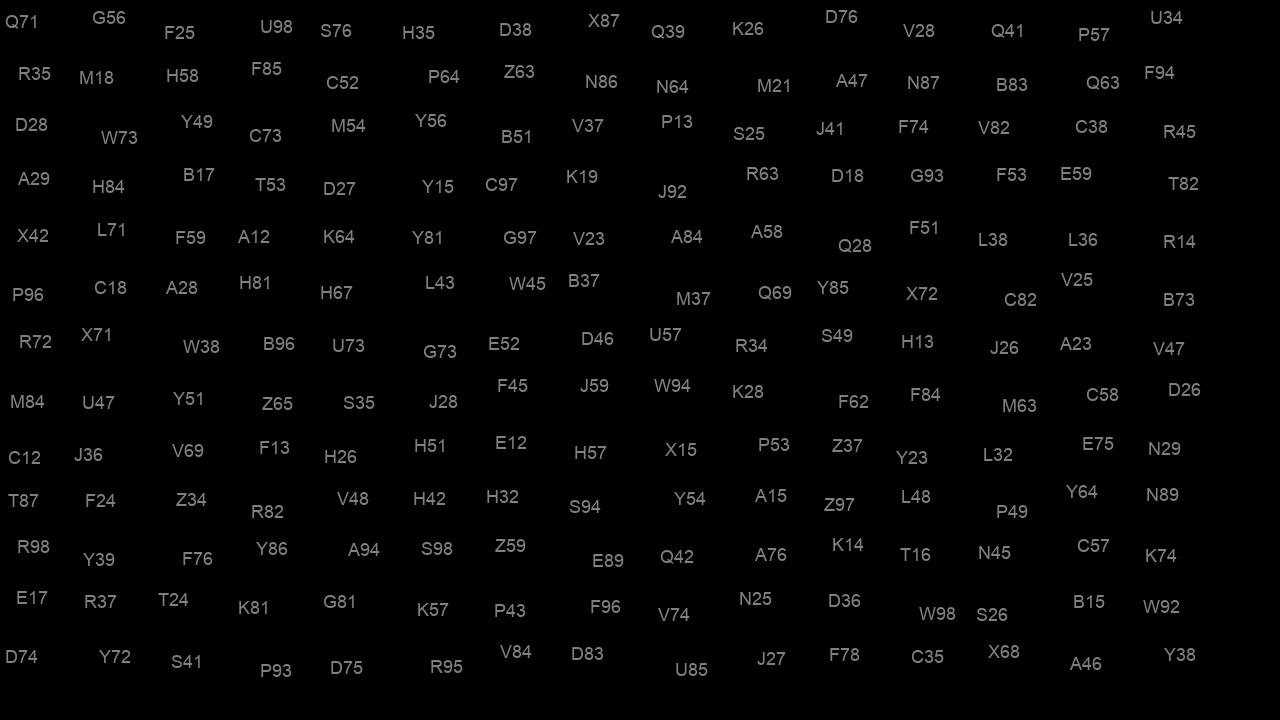 Q71 G56 F25 U98 S76 H35 D38 X87 Q39 K26 D76 V28 Q41 P57 U34
R35 M18 H58 F85 C52 P64 Z63 N86 N64 M21 A47 N87 B83 Q63 F94
D28 W73 Y49 C73 M54 Y56 B51 V37 P13 S25 J41 F74 V82 C38 R45
A29 H84 B17 T53 D27 Y15 C97 K19 J92 R63 D18 G93 F53 E59 T82
X42 L71 F59 A12 K64 Y81 G97 V23 A84 A58 Q28 F51 L38 L36 R14
P96 C18 A28 H81 H67 L43 W45 B37 M37 Q69 Y85 X72 C82 V25 B73
R72 X71 W38 B96 U73 G73 E52 D46 U57 R34 S49 H13 J26 A23 V47
M84 U47 Y51 Z65 S35 J28 F45 J59 W94 K28 F62 F84 M63 C58 D26
C12 J36 V69 F13 H26 H51 E12 H57 X15 P53 Z37 Y23 L32 E75 N29
T87 F24 Z34 R82 V48 H42 H32 S94 Y54 A15 Z97 L48 P49 Y64 N89
R98 Y39 F76 Y86 A94 S98 Z59 E89 Q42 A76 K14 T16 N45 C57 K74
E17 R37 T24 K81 G81 K57 P43 F96 V74 N25 D36 W98 S26 B15 W92
D74 Y72 S41 P93 D75 R95 V84 D83 U85 J27 F78 C35 X68 A46 Y38